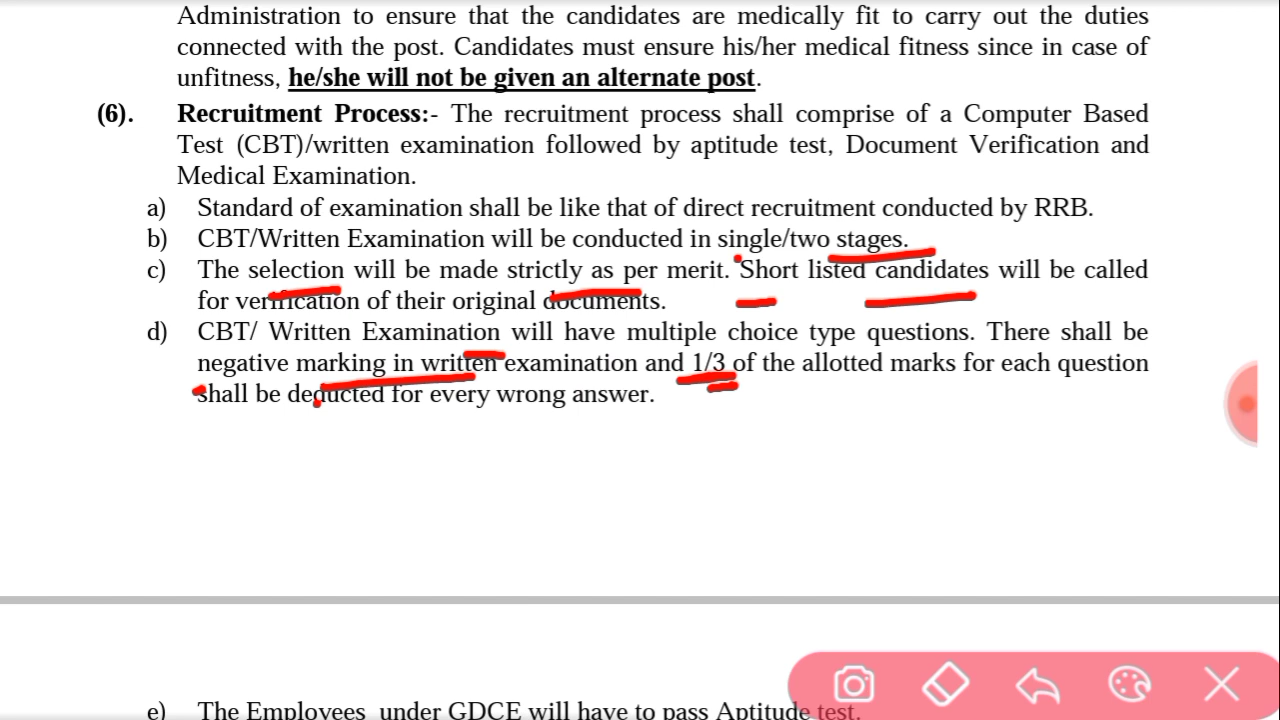 Administration to ensure that the candidates are medically fit to carry out the duties
connected with the post. Candidates must ensure his/her medical fitness since in case of
unfitness, he/she will not be given an alternate post.
(6). Recruitment Process:- The recruitment process shall comprise of a Computer Based
Test (CBT)/written examination followed by aptitude test, Document Verification and
Medical Examination.
a) Standard of examination shall be like that of direct recruitment conducted by RRB.
b) CBT/Written Examination will be conducted in single/two stages.
c) The selection will be made strictly as per merit. Short listed candidates will be called
for verification of their original documents.
d) CBT/ Written Examination will have multiple choice type questions. There shall be
negative marking in written examination and 1/3 of the allotted marks for each question
shall be deducted for every wrong answer.
e) The Employees under GDCE will have to pass Aptitude test.